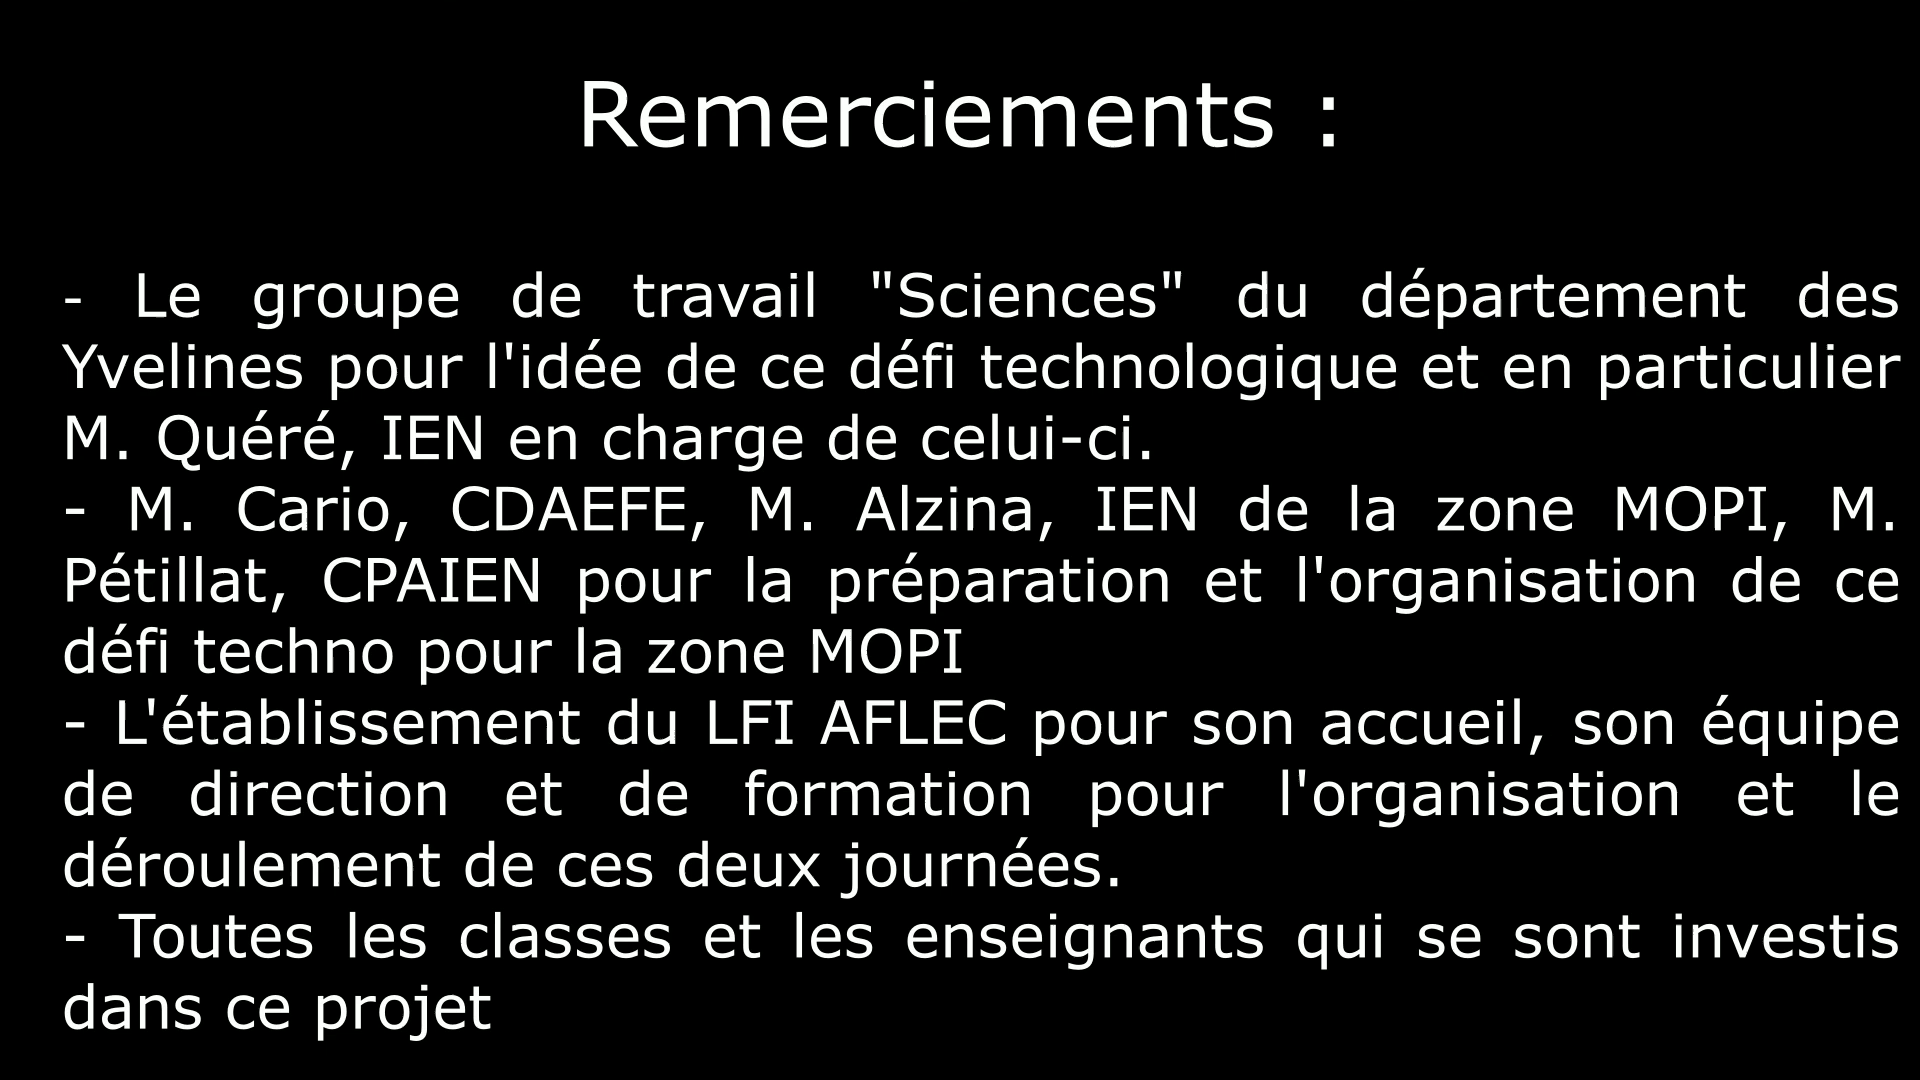 Remerciements :
- Le groupe de travail "Sciences" du département des
Yvelines pour l'idée de ce défi technologique et en particulier
M. Quéré, IEN en charge de celui-ci.
- M. Cario, CDAEFE, M. Alzina, IEN de la zone MOPI, M.
Pétillat, CPAIEN pour la préparation et l'organisation de ce
défi techno pour la zone MOPI
- L'établissement du LFI AFLEC pour son accueil, son équipe
de direction et de formation pour l'organisation et le
déroulement de ces deux journées.
- Toutes les classes et les enseignants qui se sont investis
dans ce projet